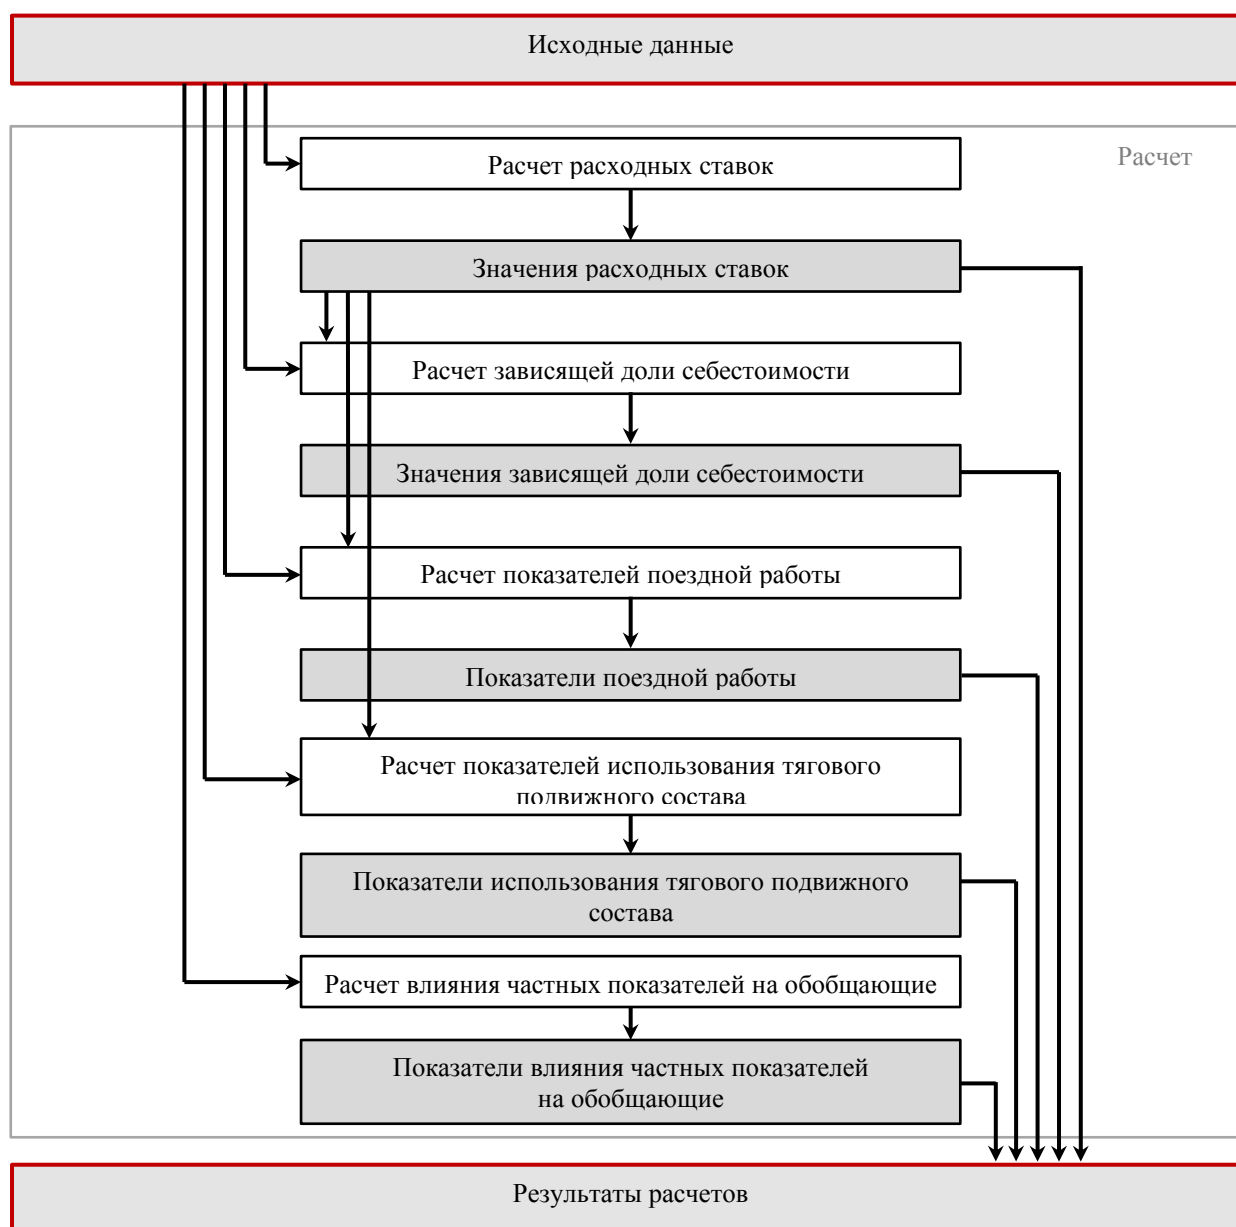 Исходные данные
Расчет
Расчет расходных ставок
Значения расходных ставок
Расчет зависящей доли себестоимости
Значения зависящей доли себестоимости
Расчет показателей поездной работы
Показатели поездной работы
Расчет показателей использования тягового
подвижного состава
Показатели использования тягового подвижного
состава
Расчет влияния частных показателей на обобщающие
Показатели влияния частных показателей
на обобщающие
Результаты расчетов